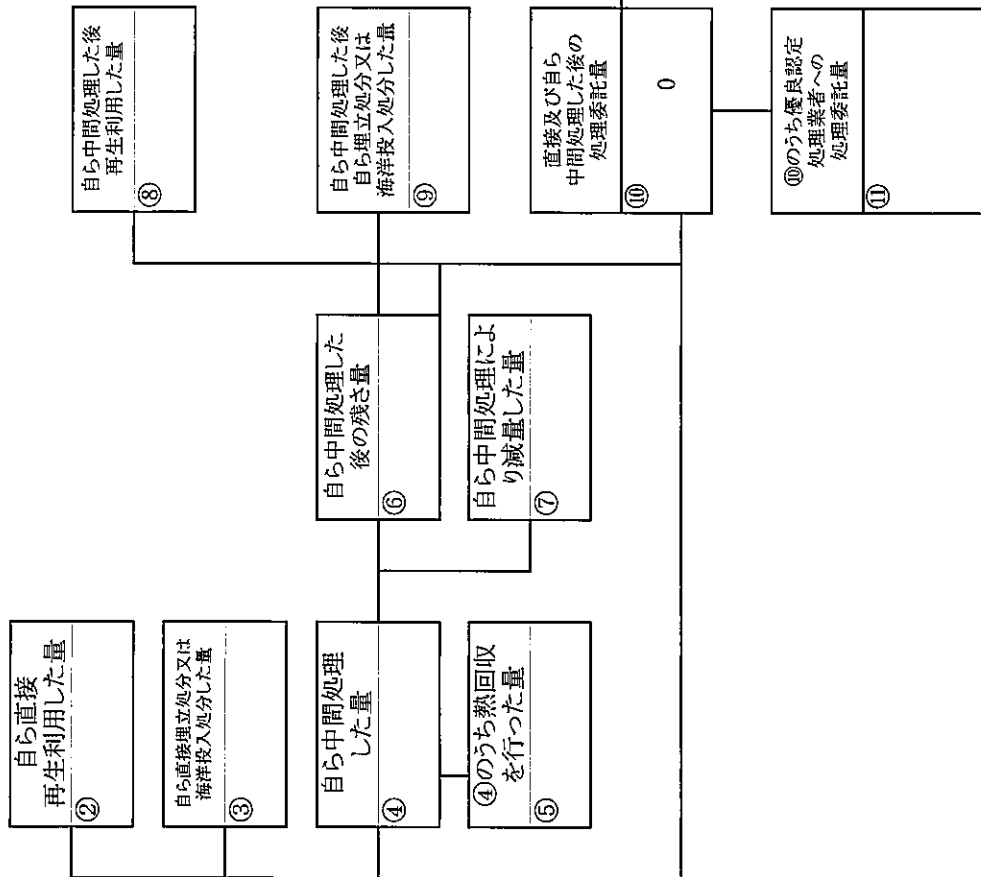 自ら直接
再生利用した量
②
自ら直接埋立処分又は
海洋投入処分した量
③
自ら中間処理
した量
④
④のうち熱回収
を行った量
⑤
自ら中間処理した
後の残さ量
⑥
自ら中間処理によ
り減量した量
⑦
自ら中間処理した後
再生利用した量
⑧
自ら中間処理した後
自ら埋立処分又は
海洋投入処分した量
⑨
直接及び自ら
中間処理した後の
処理委託量
⑩
0
⑩のうち優良認定
処理業者への
処理委託量
⑪